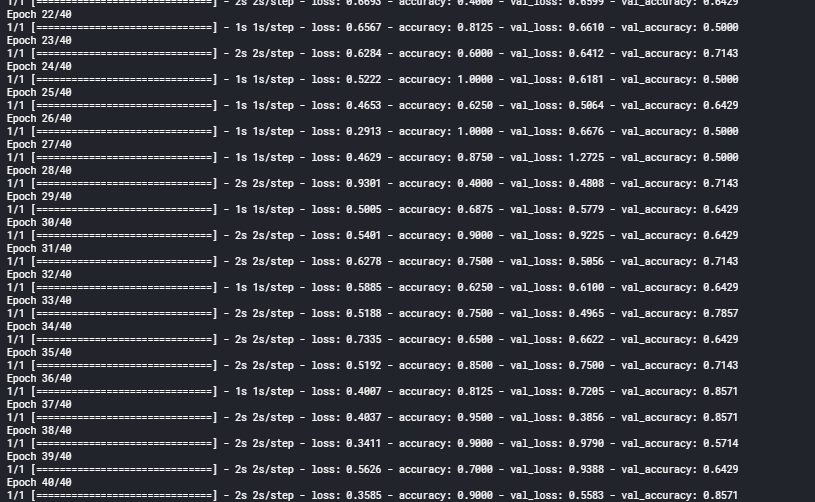 1/1 [==============================] - 2s 2s/step - loss: 0.6693 - accuracy: 0.4000 - val_loss: 0.6599 - val_accuracy: 0.6429
Epoch 22/40
1/1 [==============================] - 1s 1s/step - loss: 0.6567 - accuracy: 0.8125 - val_loss: 0.6610 - val_accuracy: 0.5000
Epoch 23/40
1/1 [==============================] - 2s 2s/step - loss: 0.6284 - accuracy: 0.6000 - val_loss: 0.6412 - val_accuracy: 0.7143
Epoch 24/40
1/1 [==============================] - 1s 1s/step - loss: 0.5222 - accuracy: 1.0000 - val_loss: 0.6181 - val_accuracy: 0.5000
Epoch 25/40
1/1 [==============================] - 1s 1s/step - loss: 0.4653 - accuracy: 0.6250 - val_loss: 0.5064 - val_accuracy: 0.6429
Epoch 26/40
1/1 [==============================] - 1s 1s/step - loss: 0.2913 - accuracy: 1.0000 - val_loss: 0.6676 - val_accuracy: 0.5000
Epoch 27/40
1/1 [==============================] - 1s 1s/step - loss: 0.4629 - accuracy: 0.8750 - val_loss: 1.2725 - val_accuracy: 0.5000
Epoch 28/40
1/1 [==============================] - 2s 2s/step - loss: 0.9301 - accuracy: 0.4000 - val_loss: 0.4808 - val_accuracy: 0.7143
Epoch 29/40
1/1 [==============================] - 1s 1s/step - loss: 0.5005 - accuracy: 0.6875 - val_loss: 0.5779 - val_accuracy: 0.6429
Epoch 30/40
1/1 [==============================] - 2s 2s/step - loss: 0.5401 - accuracy: 0.9000 - val_loss: 0.9225 - val_accuracy: 0.6429
Epoch 31/40
1/1 [==============================] - 2s 2s/step - loss: 0.6278 - accuracy: 0.7500 - val_loss: 0.5056 - val_accuracy: 0.7143
Epoch 32/40
1/1 [==============================] - 1s 1s/step - loss: 0.5885 - accuracy: 0.6250 - val_loss: 0.6100 - val_accuracy: 0.6429
Epoch 33/40
1/1 [==============================] - 2s 2s/step - loss: 0.5188 - accuracy: 0.7500 - val_loss: 0.4965 - val_accuracy: 0.7857
Epoch 34/40
1/1 [==============================] - 2s 2s/step - loss: 0.7335 - accuracy: 0.6500 - val_loss: 0.6622 - val_accuracy: 0.6429
Epoch 35/40
1/1 [==============================] - 2s 2s/step - loss: 0.5192 - accuracy: 0.8500 - val_loss: 0.7500 - val_accuracy: 0.7143
Epoch 36/40
1/1 [==============================] - 1s 1s/step - loss: 0.4007 - accuracy: 0.8125 - val_loss: 0.7205 - val_accuracy: 0.8571
Epoch 37/40
1/1 [==============================] - 2s 2s/step - loss: 0.4037 - accuracy: 0.9500 - val_loss: 0.3856 - val_accuracy: 0.8571
Epoch 38/40
1/1 [==============================] - 2s 2s/step - loss: 0.3411 - accuracy: 0.9000 - val_loss: 0.9790 - val_accuracy: 0.5714
Epoch 39/40
1/1 [==============================] - 2s 2s/step - loss: 0.5626 - accuracy: 0.7000 - val_loss: 0.9388 - val_accuracy: 0.6429
Epoch 40/40
1/1 [==============================] - 2s 2s/step - loss: 0.3585 - accuracy: 0.9000 - val_loss: 0.5583 - val_accuracy: 0.8571